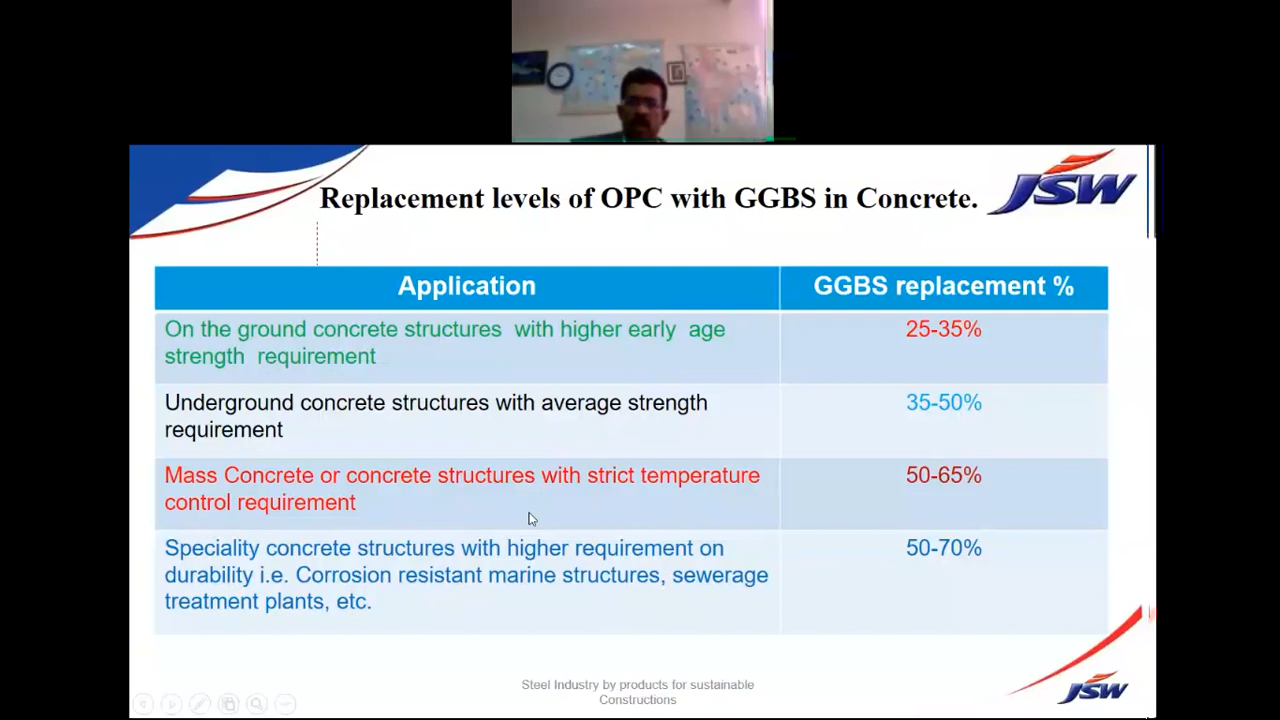 Replacement levels of OPC with GGBS in Concrete.
JSW
Application
GGBS replacement %
On the ground concrete structures with higher early age
strength requirement
25-35%
Underground concrete structures with average strength
requirement
35-50%
Mass Concrete or concrete structures with strict temperature
control requirement
50-65%
Speciality concrete structures with higher requirement on
durability i.e. Corrosion resistant marine structures, sewerage
treatment plants, etc.
50-70%
Steel Industry by products for sustainable
Constructions
JSW